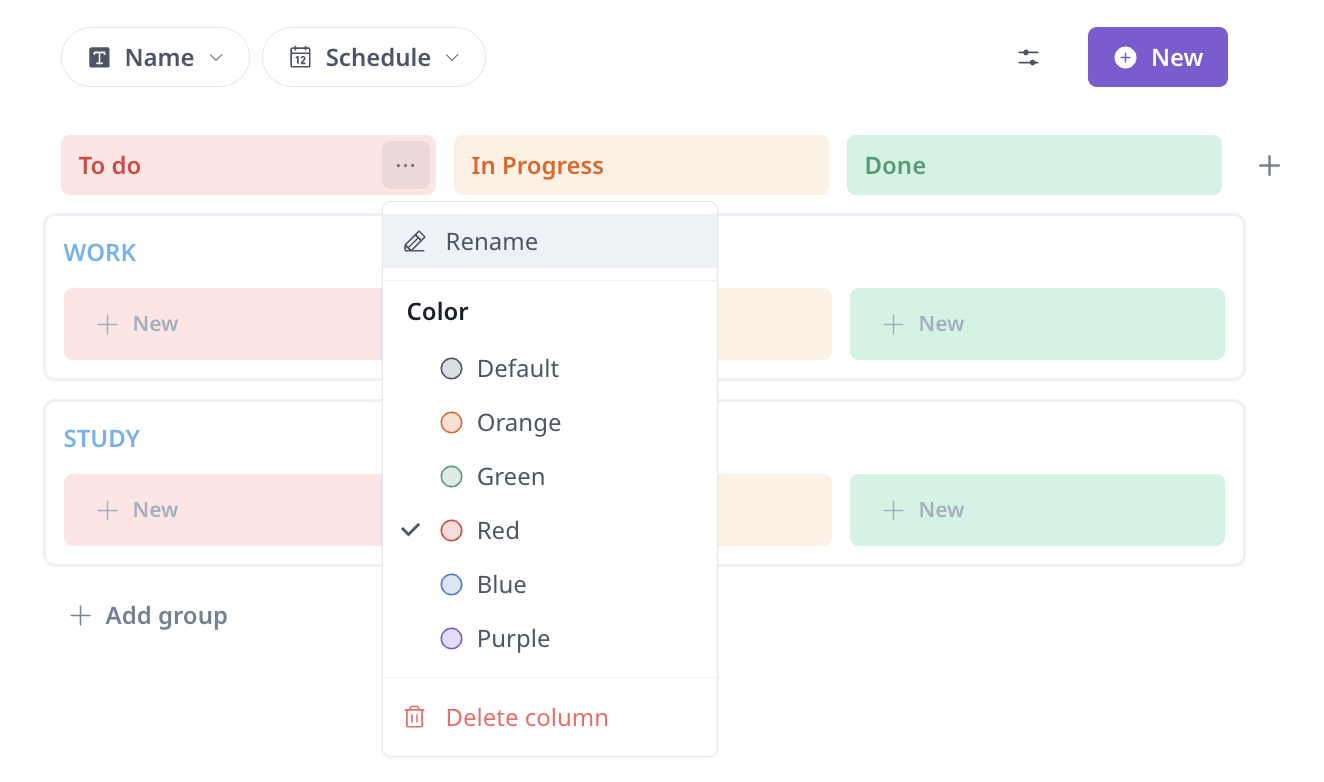 Name
Schedule
New
To do
In Progress
Done
WORK
New
New
STUDY
New
New
Add group
Rename
Color
Default
Orange
Green
Red
Blue
Purple
Delete column